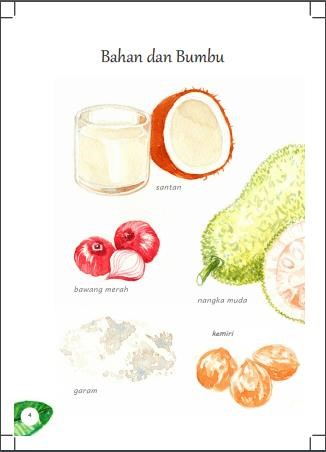 Bahan dan Bumbu
santan
bawang merah
nangka muda
kemiri
garam
4